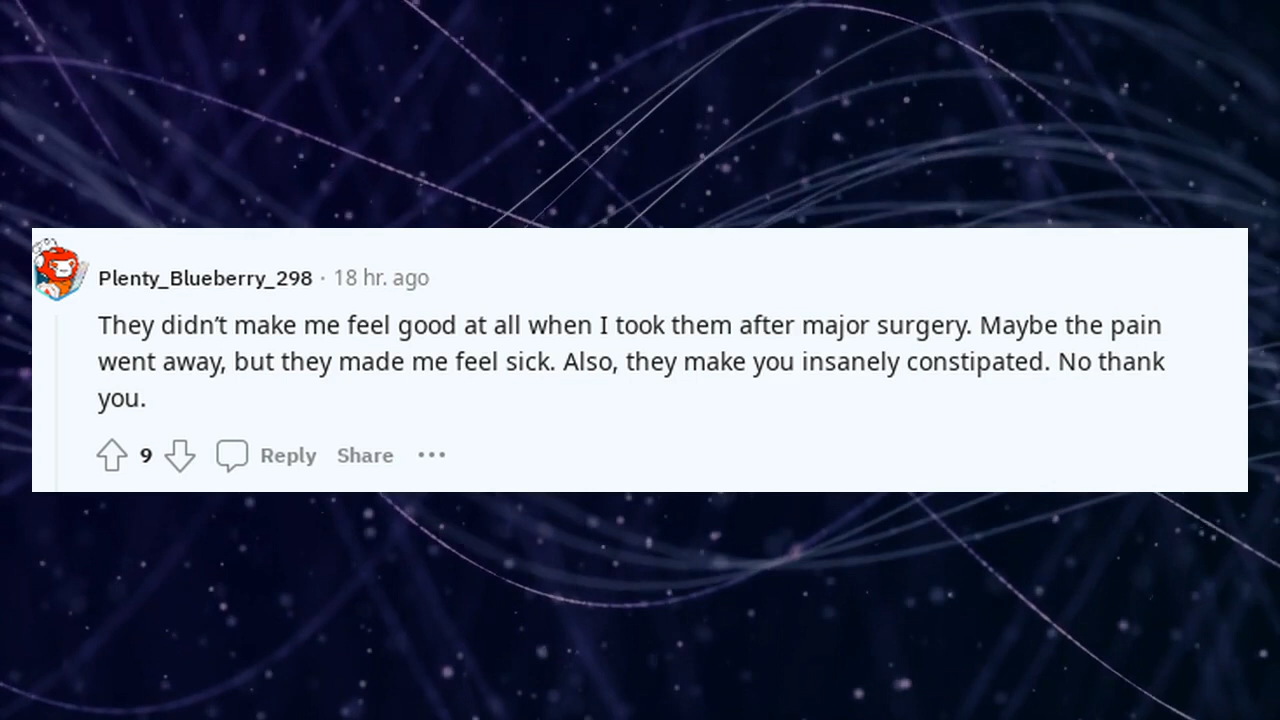 Plenty_Blueberry_298 · 18 hr. ago
They didn’t make me feel good at all when I took them after major surgery. Maybe the pain
went away, but they made me feel sick. Also, they make you insanely constipated. No thank
you.
9 Reply Share •••